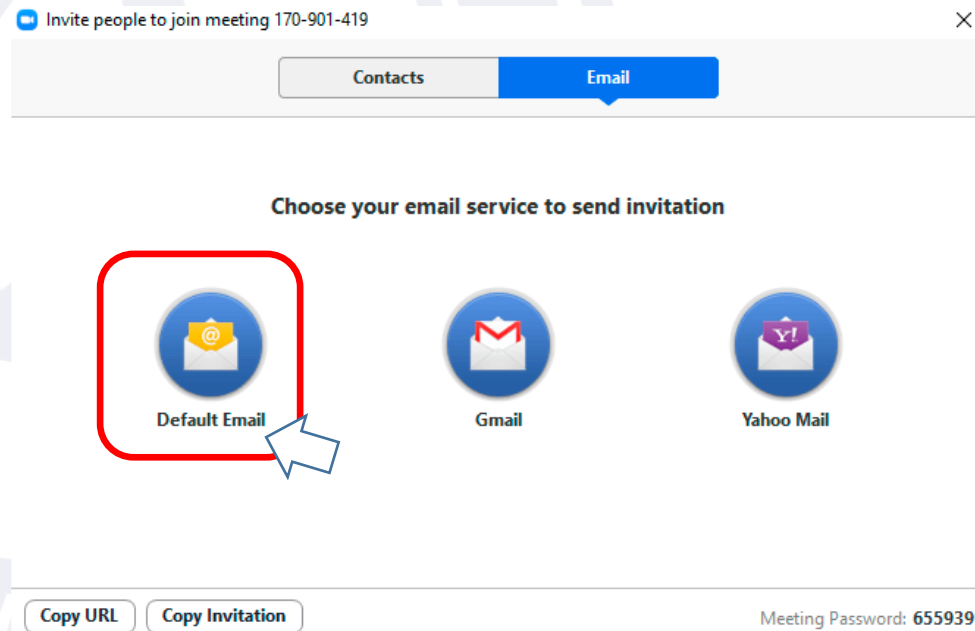 Invite people to join meeting 170-901-419
Contacts
Email
Choose your email service to send invitation
@
Y!
Default Email
Gmail
Yahoo Mail
Copy URL
Copy Invitation
Meeting Password: 655939